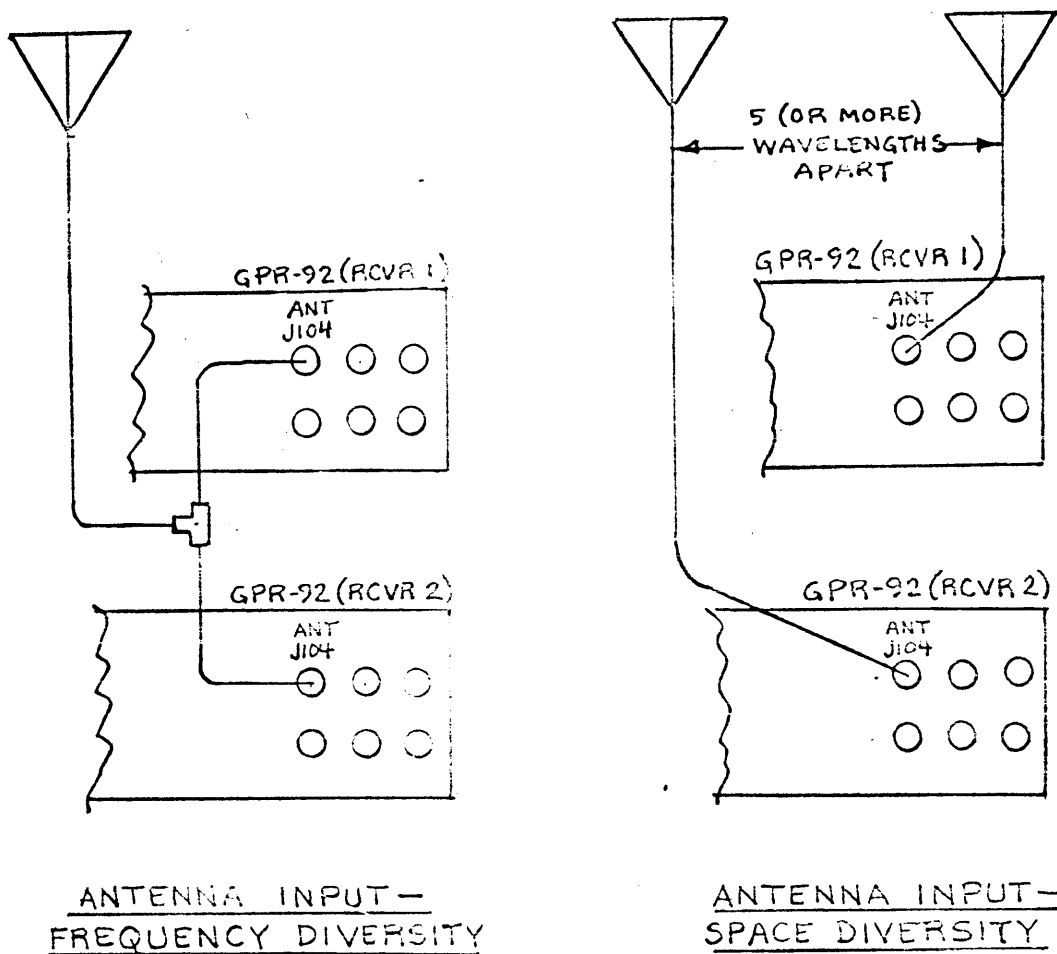 GPR-92 (RCVR 1)
ANT
J104
GPR-92 (RCVR 2)
ANT
J104
ANTENNA INPUT—
FREQUENCY DIVERSITY
5 (OR MORE)
WAVELENGTHS
APART
GPR-92 (RCVR 1)
ANT
J104
GPR-92 (RCVR 2)
ANT
J104
ANTENNA INPUT—
SPACE DIVERSITY